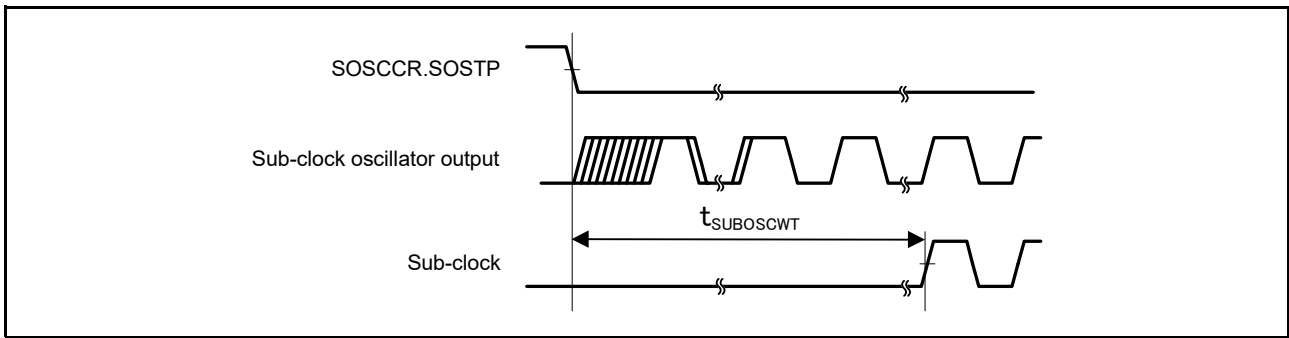 SOSCCR.SOSTP
Sub-clock oscillator output
tSUBOSCWT
Sub-clock